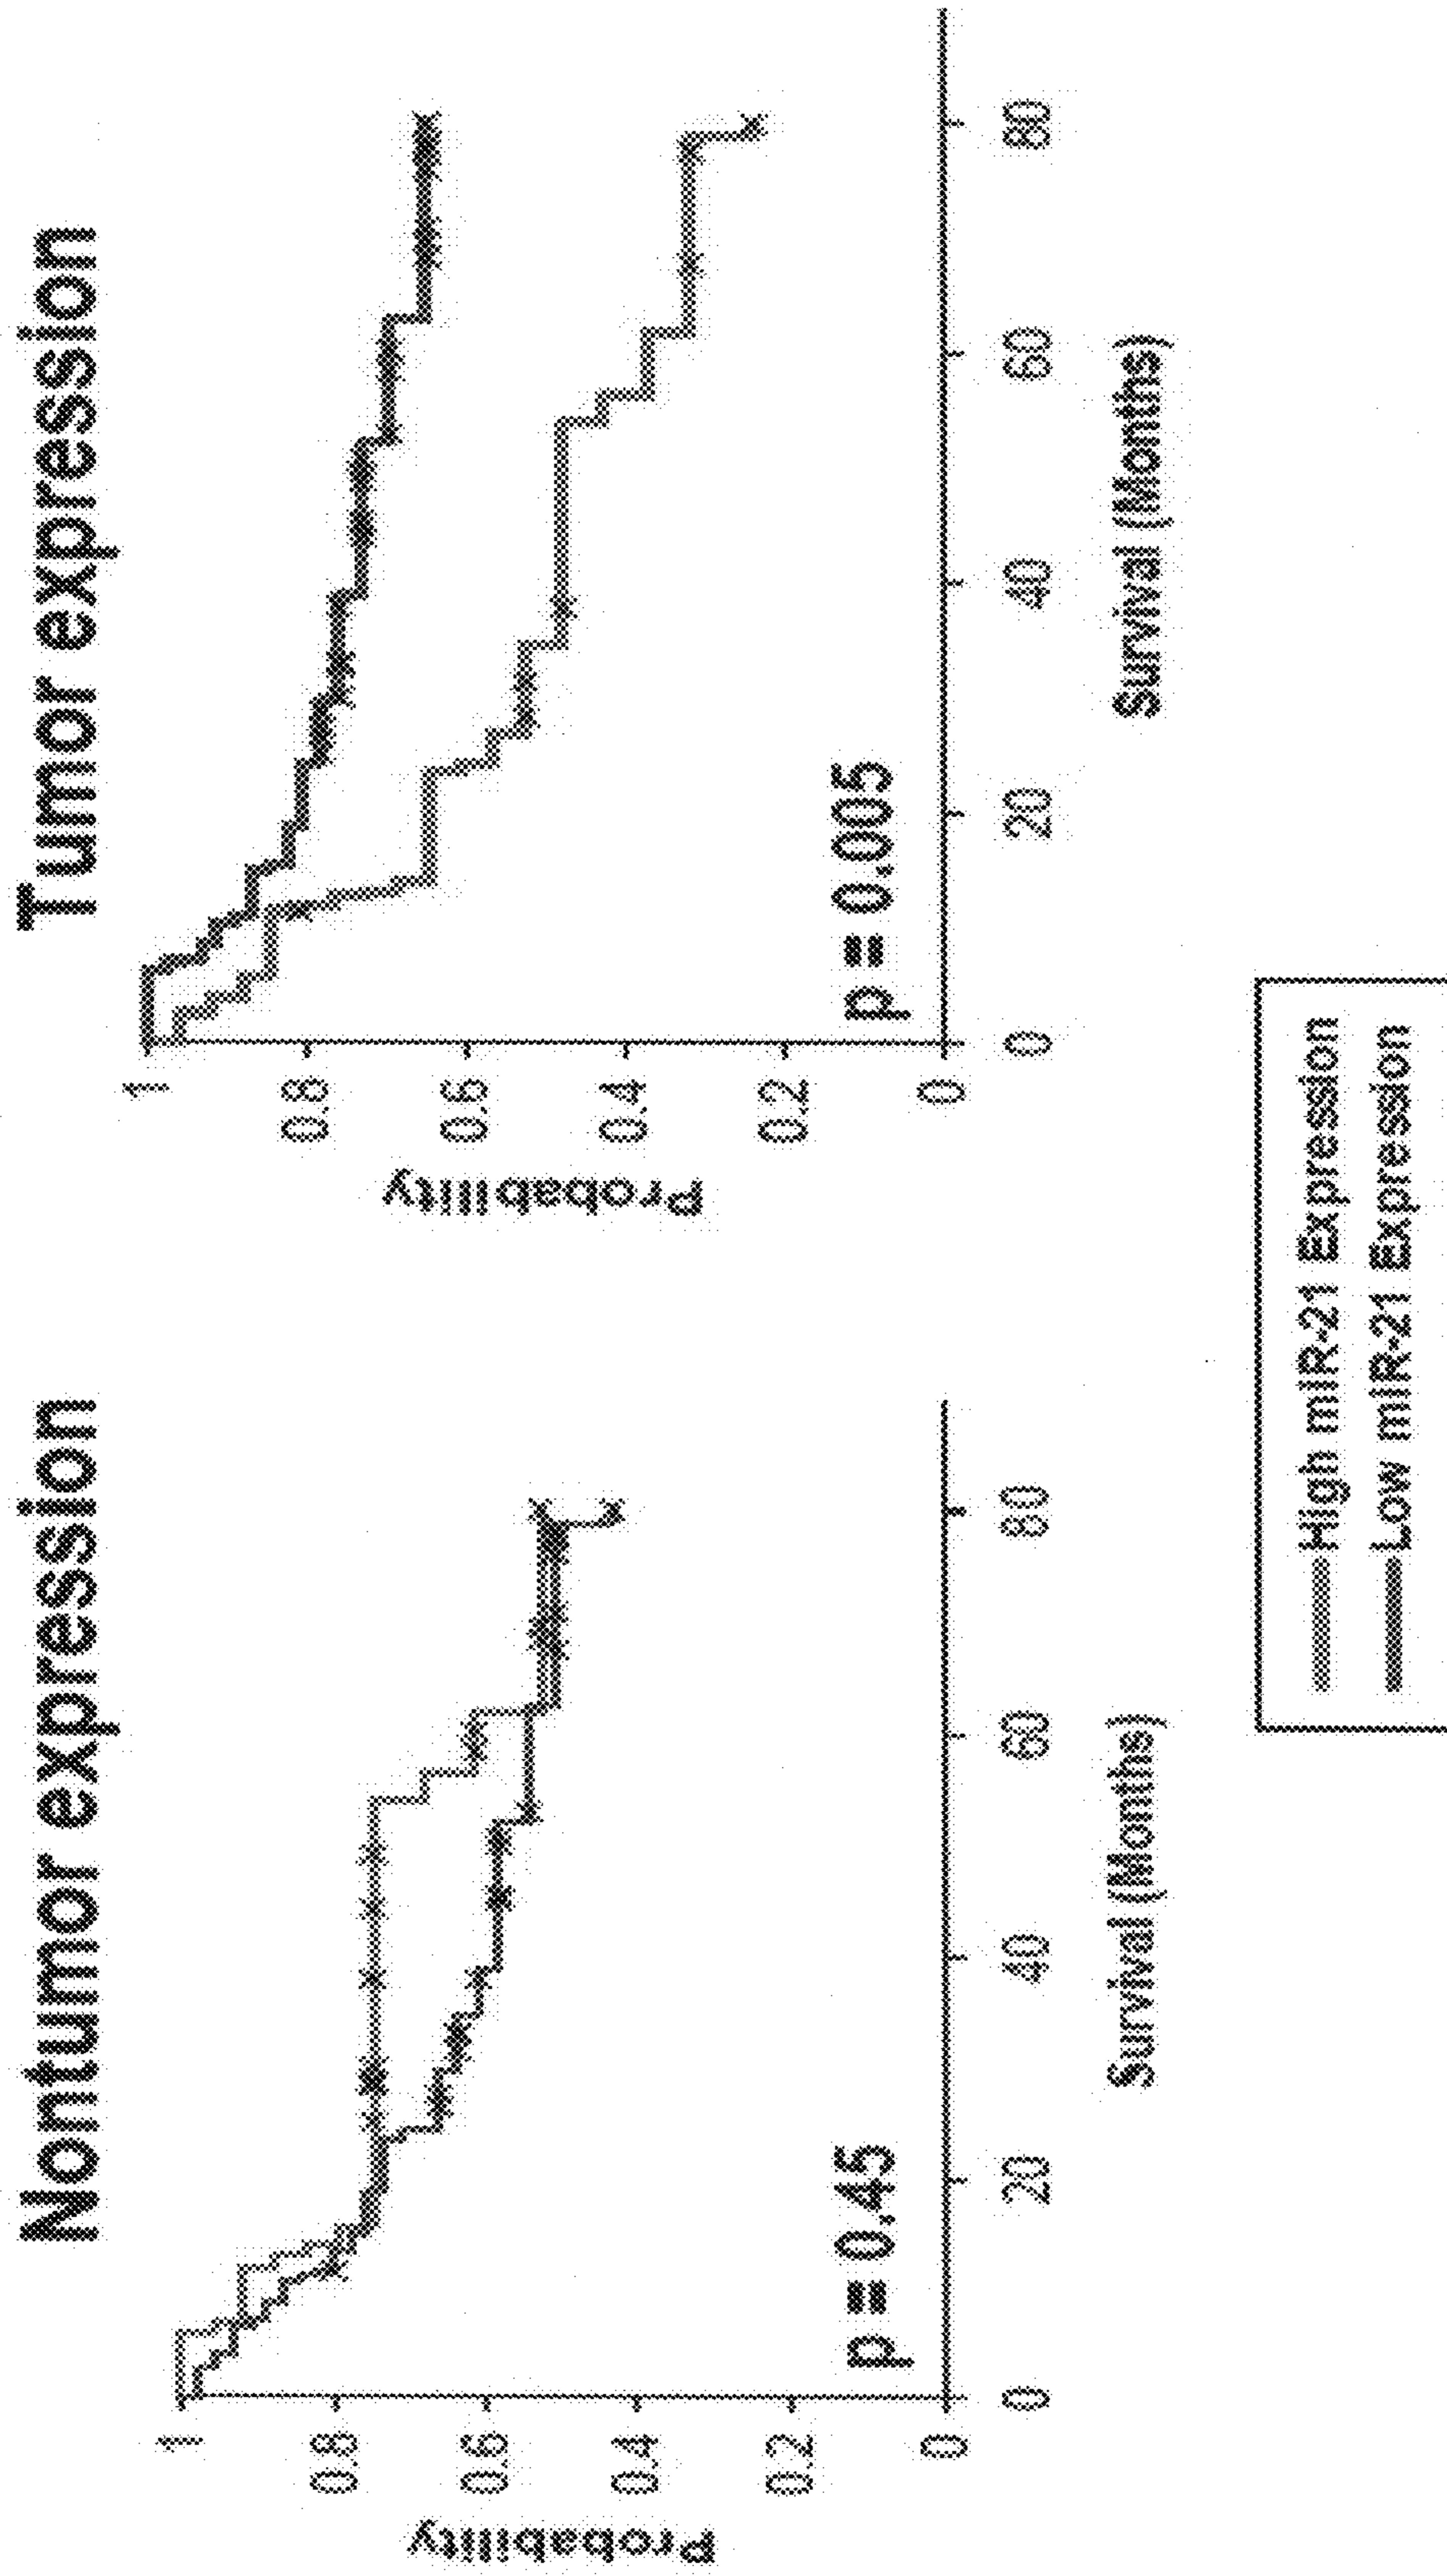 Nontumor expression
Probability
1
0.8
0.6
0.4
0.2
0
p = 0.45
0
20
40
60
80
Survival (Months)
Tumor expression
Probability
1
0.8
0.6
0.4
0.2
0
p = 0.005
0
20
40
60
80
Survival (Months)
High miR-21 Expression
Low miR-21 Expression